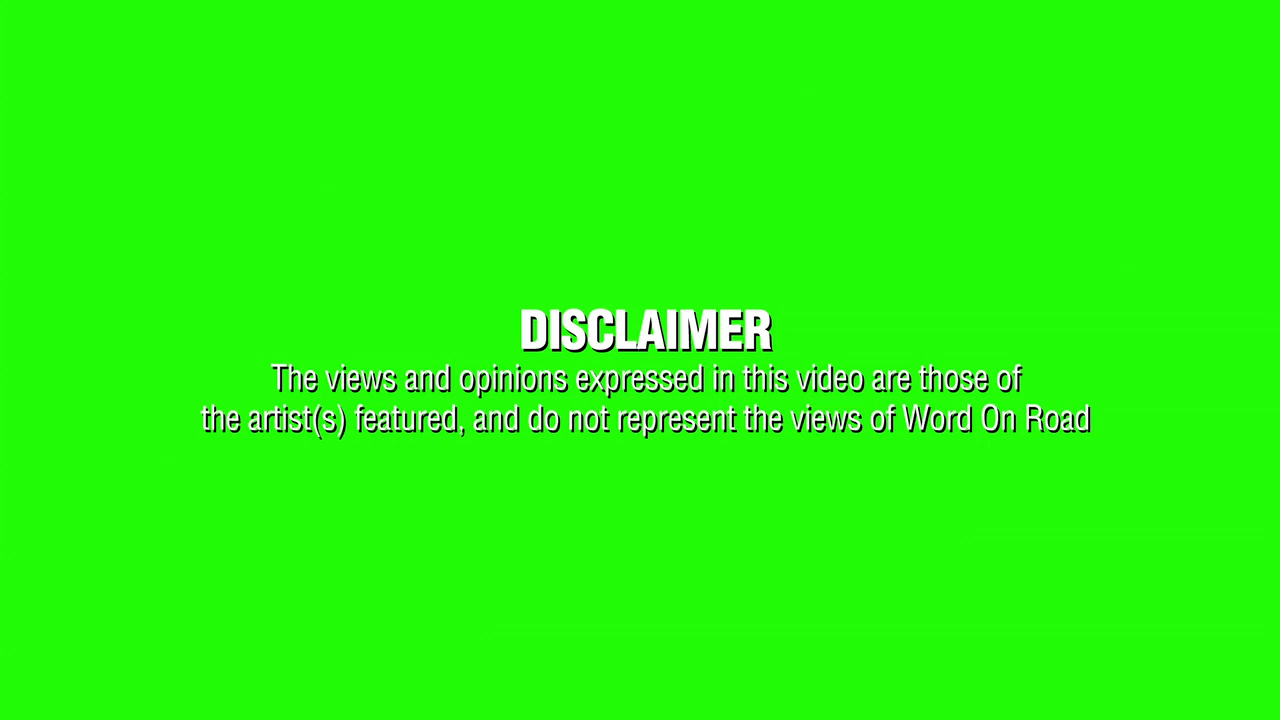 DISCLAIMER
The views and opinions expressed in this video are those of
the artist(s) featured, and do not represent the views of Word On Road